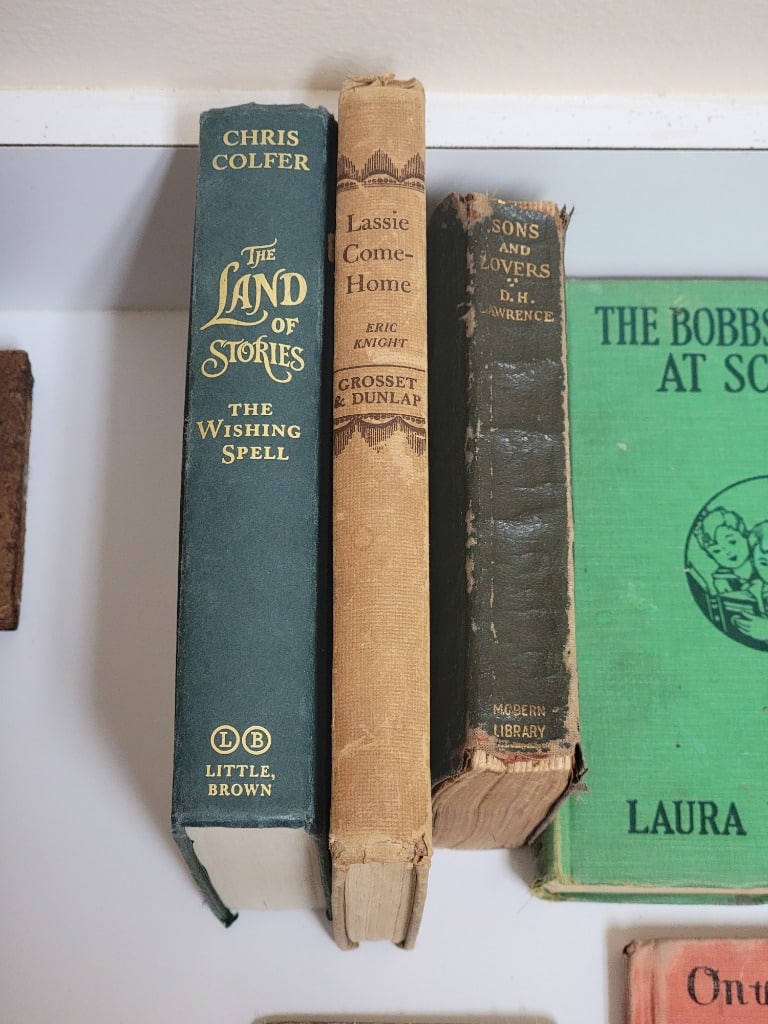 CHRIS
COLFER
THE
LAND
OF
STORIES
THE
WISHING
SPELL
L B
LITTLE,
BROWN
Lassie
Come-
Home
ERIC
KNIGHT
GROSSET
& DUNLAP
SONS
AND
LOVERS
D.H.
LAWRENCE
MODERN
LIBRARY
THE BOBBS
AT SC
LAURA
On